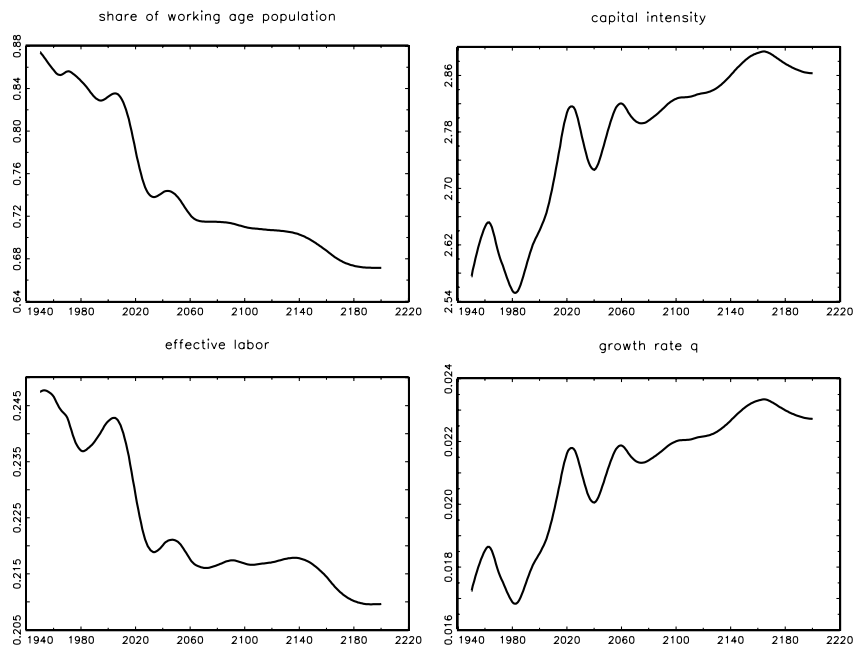 share of working age population
0.88
0.84
0.80
0.76
0.72
0.68
0.64
1940 1980 2020 2060 2100 2140 2180 2220
capital intensity
2.86
2.78
2.70
2.62
2.54
1940 1980 2020 2060 2100 2140 2180 2220
effective labor
0.245
0.235
0.225
0.215
0.205
1940 1980 2020 2060 2100 2140 2180 2220
growth rate q
0.024
0.022
0.020
0.018
0.016
1940 1980 2020 2060 2100 2140 2180 2220